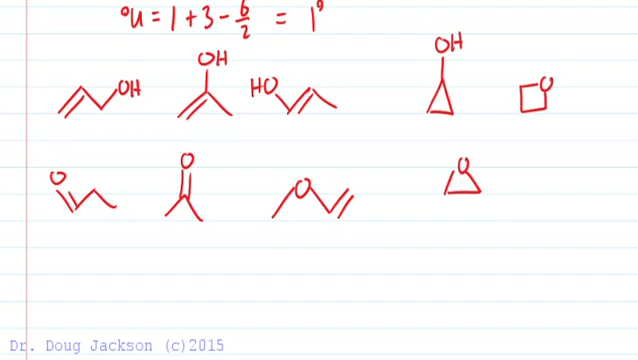 °U = 1 + 3 - 6/2 = 1°
OH
OH
OH
HO
O
O
O
O
O
Dr. Doug Jackson (c)2015